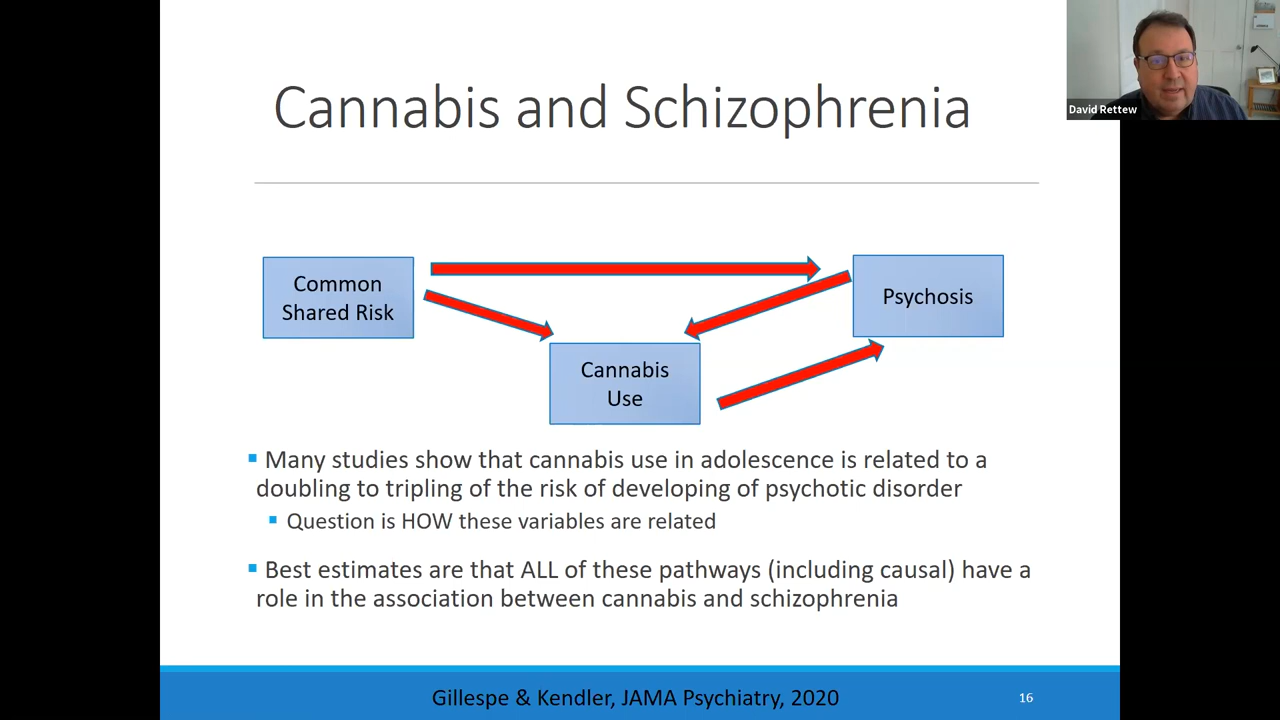 Cannabis and Schizophrenia
David Rettew
Common
Shared Risk
Psychosis
Cannabis
Use
Many studies show that cannabis use in adolescence is related to a
doubling to tripling of the risk of developing of psychotic disorder
Question is HOW these variables are related
Best estimates are that ALL of these pathways (including causal) have a
role in the association between cannabis and schizophrenia
Gillespe & Kendler, JAMA Psychiatry, 2020
16